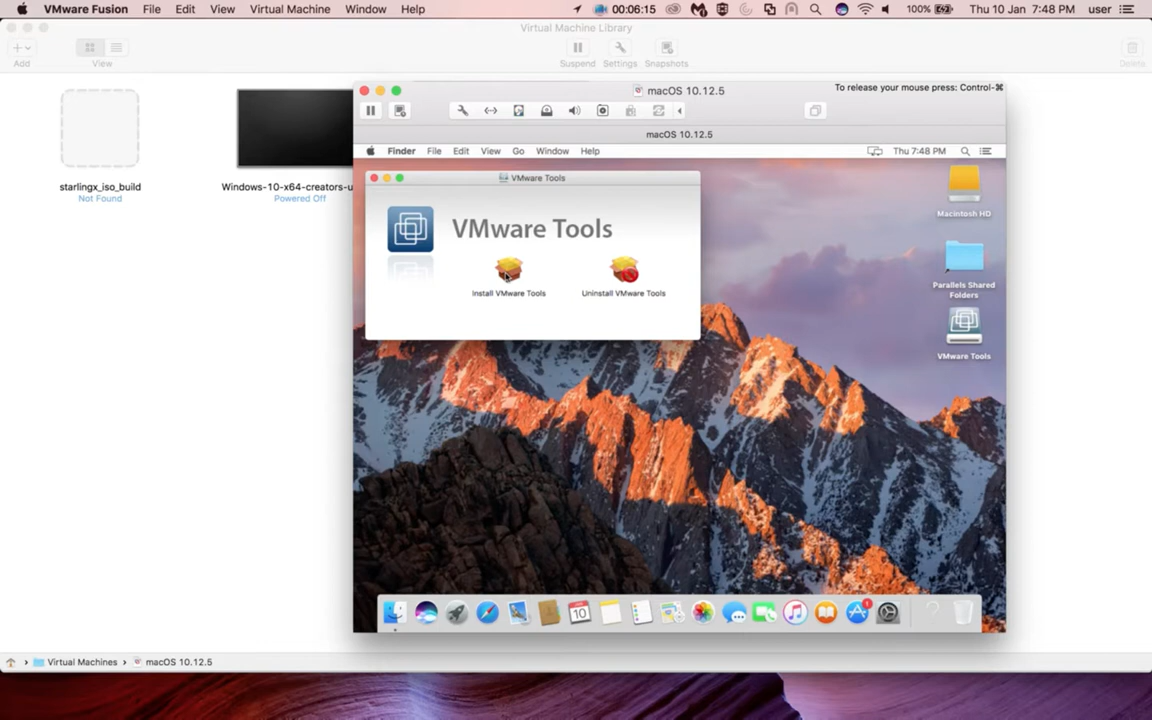 VMware Fusion File Edit View Virtual Machine Window Help 00:06:15 100% Thu 10 Jan 7:48 PM user
Virtual Machine Library
Add View Suspend Settings Snapshots Delete
macOS 10.12.5 To release your mouse press: Control-⌘
macOS 10.12.5
Finder File Edit View Go Window Help Thu 7:48 PM
VMware Tools
VMware Tools
Install VMware Tools
Uninstall VMware Tools
Macintosh HD
Parallels Shared
Folders
VMware Tools
starlingx_iso_build
Not Found
Windows-10-x64-creators-u
Powered Off
10
1
Virtual Machines macOS 10.12.5